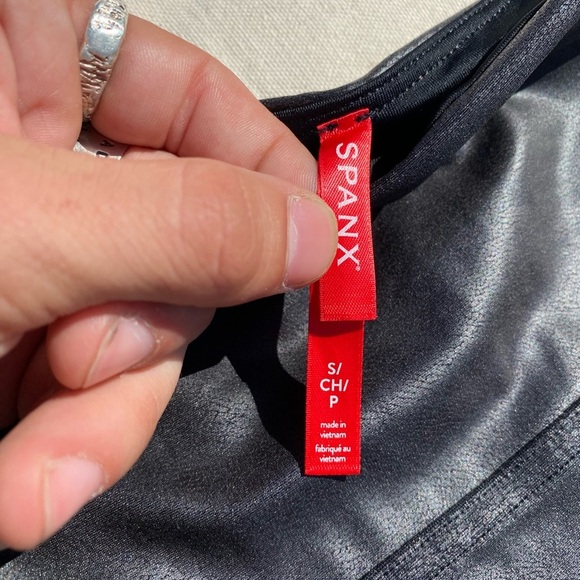 SPANX®
S/
CH/
P
made in
vietnam
fabriqué au
vietnam